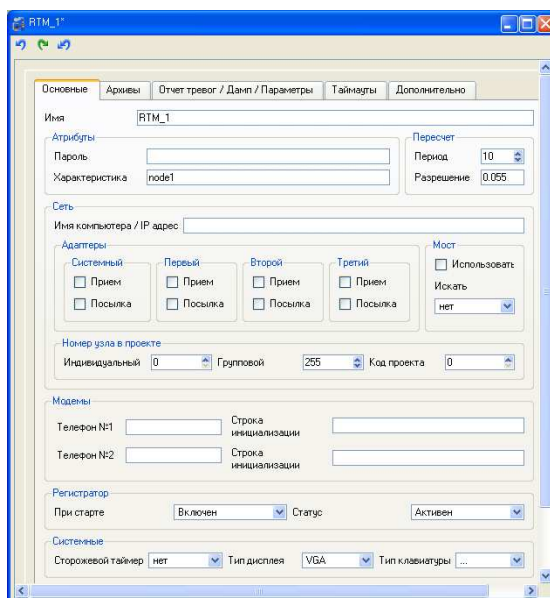 RTM_1*
Основные Архивы Отчет тревог / Дамп / Параметры Таймауты Дополнительно
Имя RTM_1
Атрибуты Пересчет
Пароль Период 10
Характеристика node1 Разрешение 0.055
Сеть
Имя компьютера / IP адрес
Адаптеры Мост
Системный Первый Второй Третий Использовать
Прием Прием Прием Прием
Искать
Посылка Посылка Посылка Посылка
нет
Номер узла в проекте
Индивидуальный 0 Групповой 255 Код проекта 0
Модемы
Телефон №1 Строка инициализации
Телефон №2 Строка инициализации
Регистратор
При старте Включен Статус Активен
Системные
Сторожевой таймер нет Тип дисплея VGA Тип клавиатуры ...